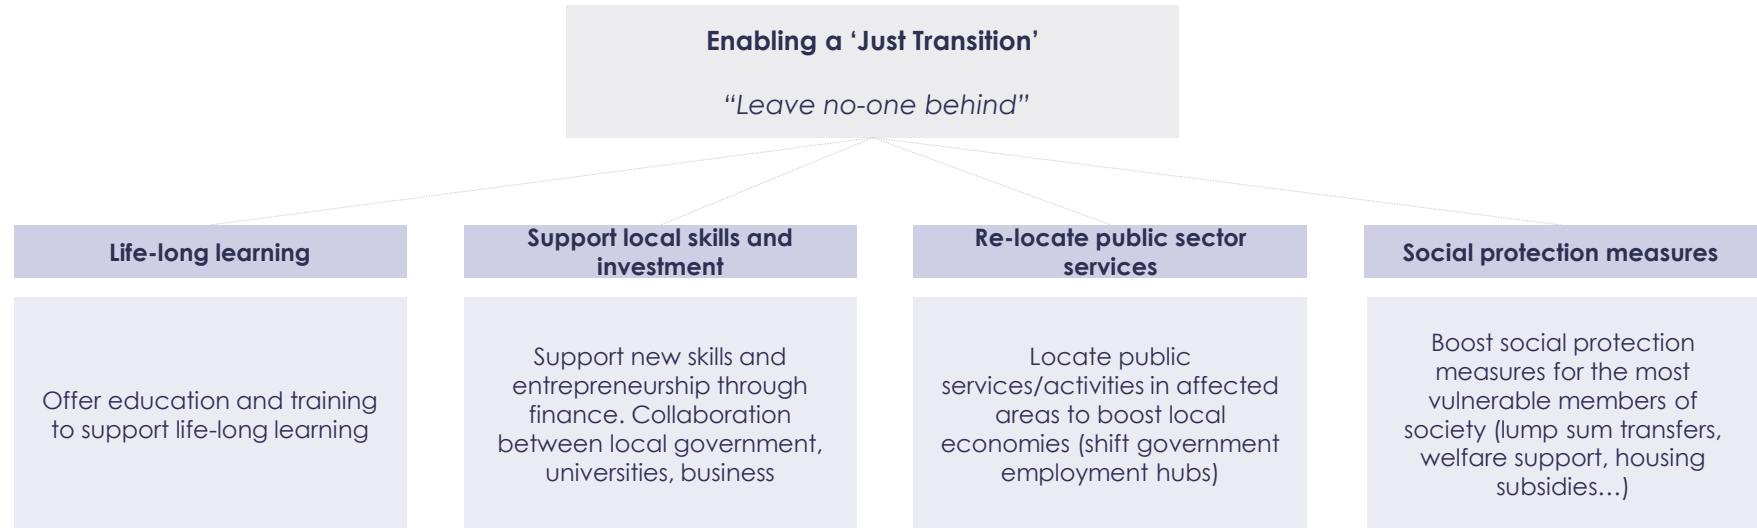 Enabling a ‘Just Transition’
“Leave no-one behind”
Life-long learning
Offer education and training
to support life-long learning
Support local skills and
investment
Support new skills and
entrepreneurship through
finance. Collaboration
between local government,
universities, business
Re-locate public sector
services
Locate public
services/activities in affected
areas to boost local
economies (shift government
employment hubs)
Social protection measures
Boost social protection
measures for the most
vulnerable members of
society (lump sum transfers,
welfare support, housing
subsidies…)